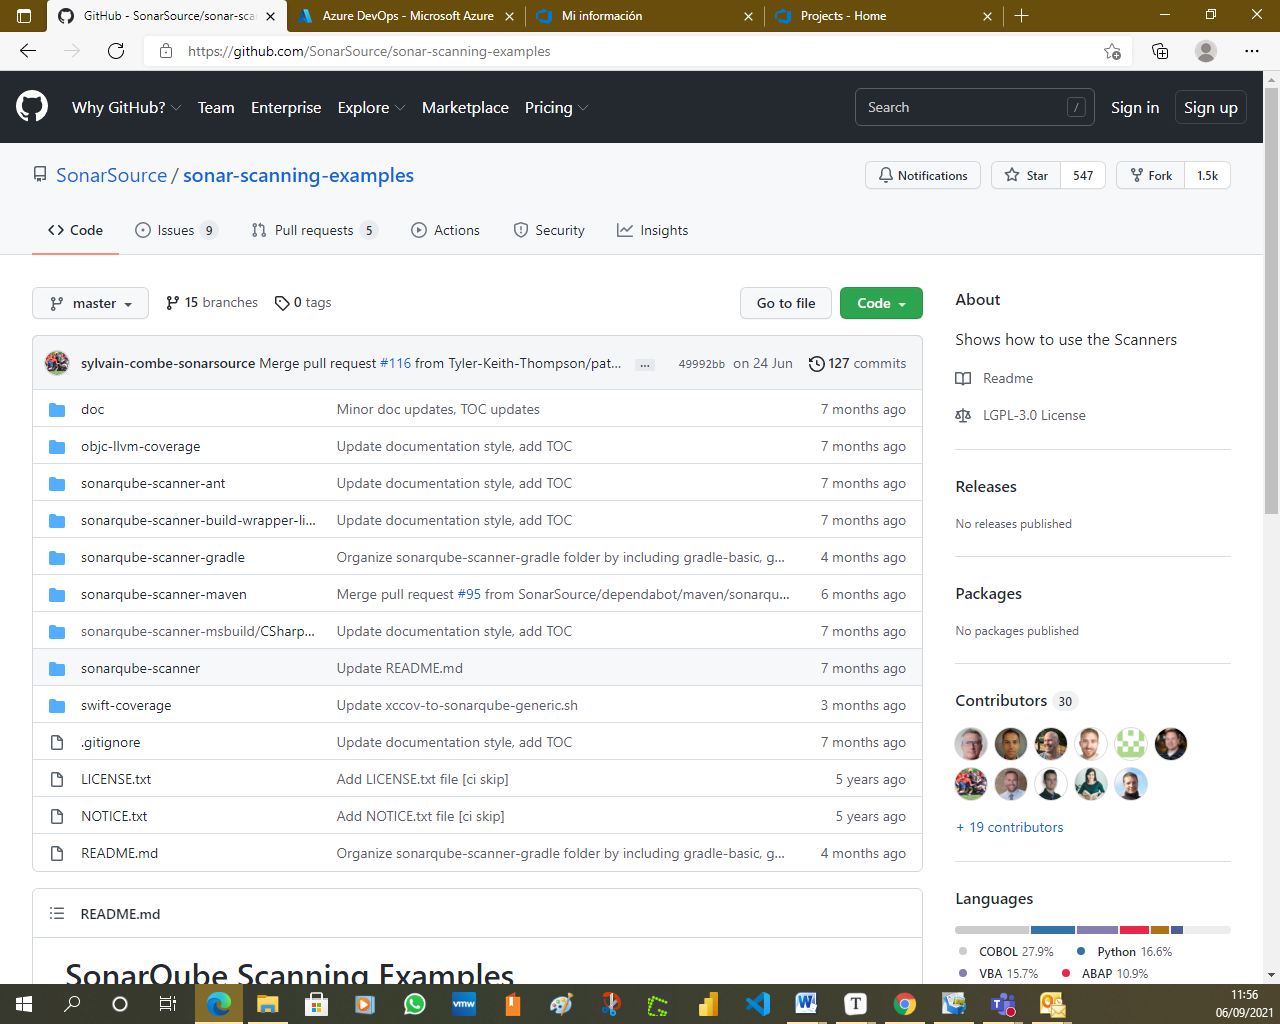 GitHub - SonarSource/sonar-sca
Azure DevOps - Microsoft Azure
Mi información
Projects - Home
https://github.com/SonarSource/sonar-scanning-examples
Why GitHub?
Team
Enterprise
Explore
Marketplace
Pricing
Search
/
Sign in
Sign up
SonarSource / sonar-scanning-examples
Notifications
Star
547
Fork
1.5k
Code
Issues 9
Pull requests 5
Actions
Security
Insights
master
15 branches
0 tags
Go to file
Code
sylvain-combe-sonarsource Merge pull request #116 from Tyler-Keith-Thompson/pat... ... 49992bb on 24 Jun 127 commits
doc Minor doc updates, TOC updates 7 months ago
objc-llvm-coverage Update documentation style, add TOC 7 months ago
sonarqube-scanner-ant Update documentation style, add TOC 7 months ago
sonarqube-scanner-build-wrapper-li... Update documentation style, add TOC 7 months ago
sonarqube-scanner-gradle Organize sonarqube-scanner-gradle folder by including gradle-basic, g... 4 months ago
sonarqube-scanner-maven Merge pull request #95 from SonarSource/dependabot/maven/sonarqu... 6 months ago
sonarqube-scanner-msbuild/CSharp... Update documentation style, add TOC 7 months ago
sonarqube-scanner Update README.md 7 months ago
swift-coverage Update xccov-to-sonarqube-generic.sh 3 months ago
.gitignore Update documentation style, add TOC 7 months ago
LICENSE.txt Add LICENSE.txt file [ci skip] 5 years ago
NOTICE.txt Add NOTICE.txt file [ci skip] 5 years ago
README.md Organize sonarqube-scanner-gradle folder by including gradle-basic, g... 4 months ago
README.md
SonarQube Scanning Examples
About
Shows how to use the Scanners
Readme
LGPL-3.0 License
Releases
No releases published
Packages
No packages published
Contributors 30
+ 19 contributors
Languages
COBOL 27.9% Python 16.6%
VBA 15.7% ABAP 10.9%
vmw
W
T
11:56
06/09/2021